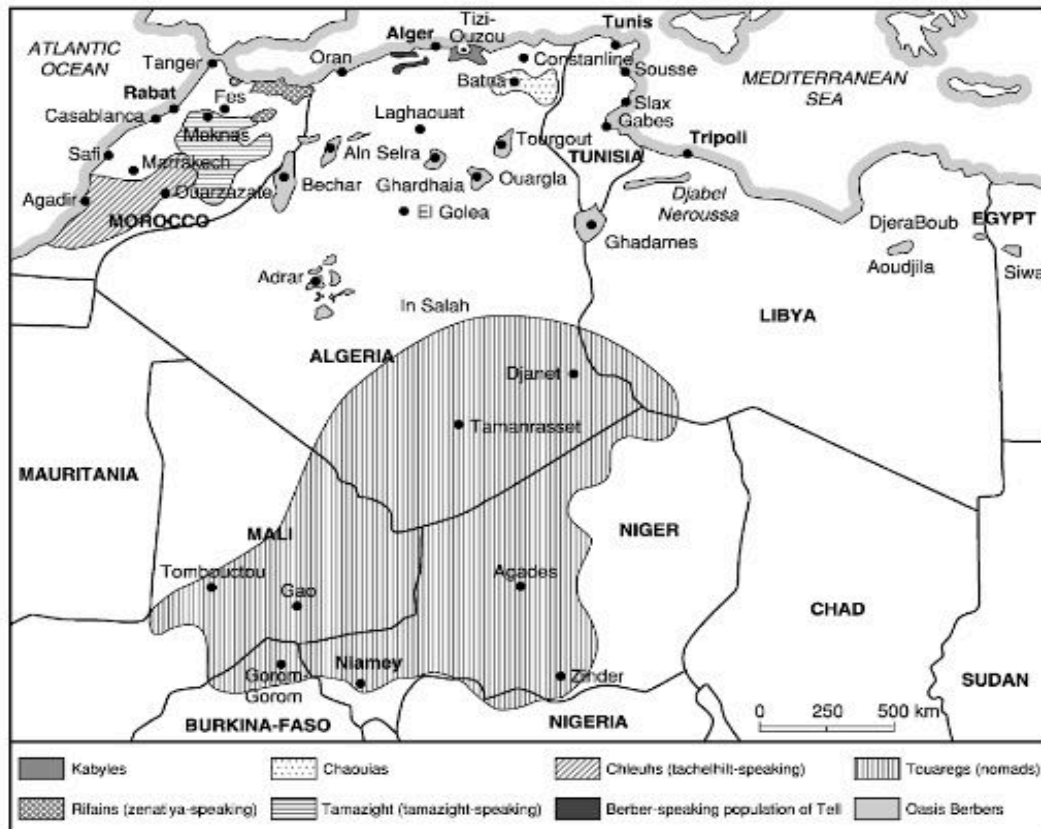 ATLANTIC
OCEAN
Tanger
Rabat
Fes
Casablanca
Meknas
Safi
Marrakech
Agadir
Ouarzazate
MOROCCO
Oran
Alger
Tizi-
Ouzou
Constanline
Batna
Tunis
Sousse
Slax
Gabes
MEDITERRANEAN
SEA
Laghaouat
Aln Selra
Bechar
Ghardhaia
Tourgout
Ouargla
El Golea
TUNISIA
Tripoli
Djabel
Neroussa
Ghadames
DjeraBoub
EGYPT
Aoudjila
Siwa
Adrar
In Salah
ALGERIA
LIBYA
Djanet
Tamanrasset
MAURITANIA
MALI
NIGER
Tombouctou
Gao
Agades
CHAD
Gorom-
Gorom
Niamey
Zinder
SUDAN
BURKINA-FASO
NIGERIA
0 250 500 km
Kabyles
Chaouias
Chleuhs (tachelhilt-speaking)
Touaregs (nomads)
Rifains (zenatiya-speaking)
Tamazight (tamazight-speaking)
Berber-speaking population of Tell
Oasis Berbers